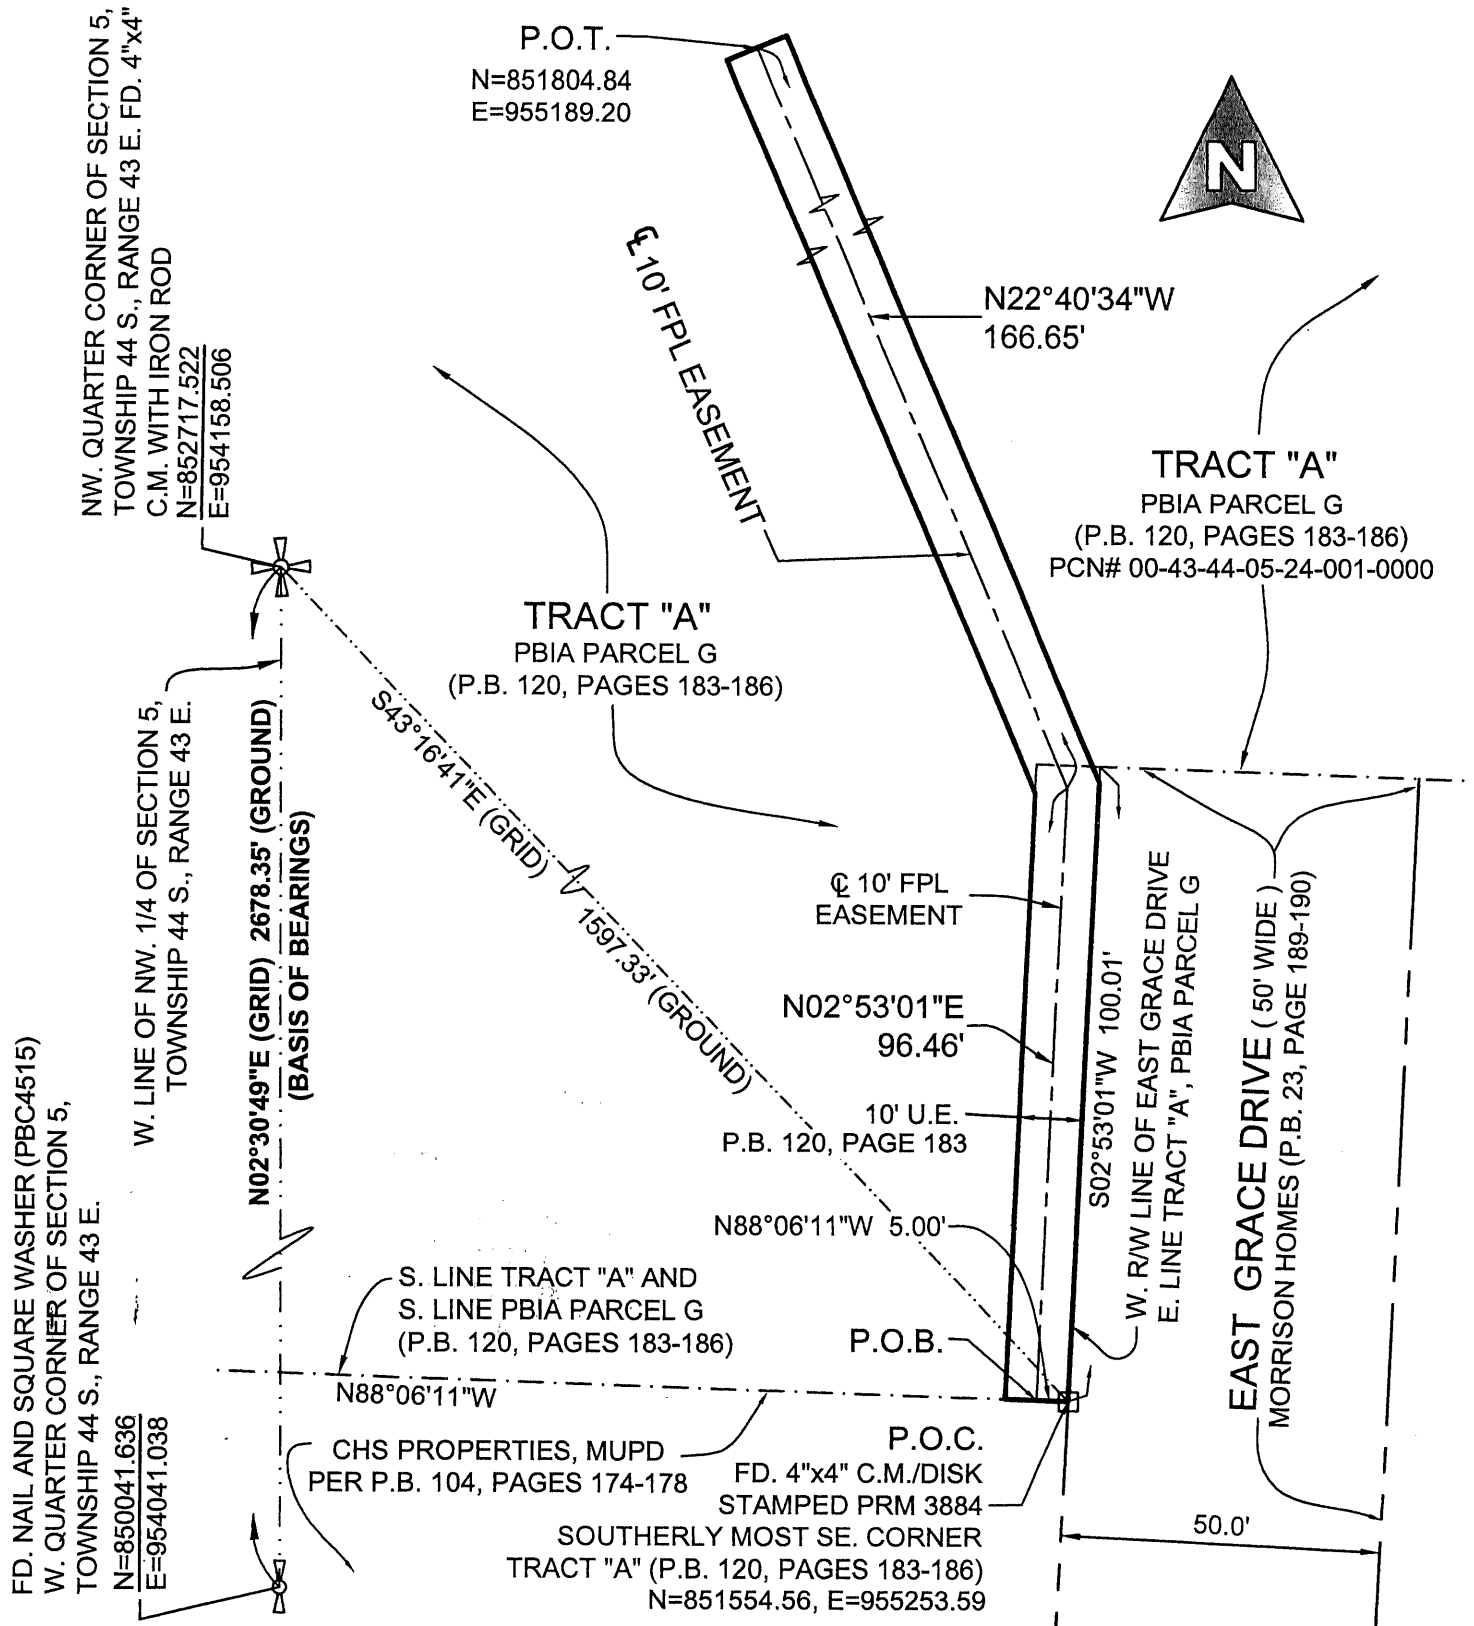 P.O.T.
N=851804.84
E=955189.20
NW. QUARTER CORNER OF SECTION 5,
TOWNSHIP 44 S., RANGE 43 E. FD. 4"x4"
C.M. WITH IRON ROD
N=852717.522
E=954158.506
N
℄ 10' FPL EASEMENT
N22°40'34"W
166.65'
TRACT "A"
PBIA PARCEL G
(P.B. 120, PAGES 183-186)
PCN# 00-43-44-05-24-001-0000
TRACT "A"
PBIA PARCEL G
(P.B. 120, PAGES 183-186)
W. LINE OF NW. 1/4 OF SECTION 5,
TOWNSHIP 44 S., RANGE 43 E.
N02°30'49"E (GRID) 2678.35' (GROUND)
(BASIS OF BEARINGS)
S43°16'41"E (GRID)
1597.33' (GROUND)
℄ 10' FPL
EASEMENT
N02°53'01"E
96.46'
10' U.E.
P.B. 120, PAGE 183
N88°06'11"W 5.00'
S02°53'01"W 100.01'
W. R/W LINE OF EAST GRACE DRIVE
E. LINE TRACT "A", PBIA PARCEL G
EAST GRACE DRIVE ( 50' WIDE )
MORRISON HOMES (P.B. 23, PAGE 189-190)
FD. NAIL AND SQUARE WASHER (PBC4515)
W. QUARTER CORNER OF SECTION 5,
TOWNSHIP 44 S., RANGE 43 E.
N=850041.636
E=954041.038
S. LINE TRACT "A" AND
S. LINE PBIA PARCEL G
(P.B. 120, PAGES 183-186)
P.O.B.
N88°06'11"W
CHS PROPERTIES, MUPD
PER P.B. 104, PAGES 174-178
P.O.C.
FD. 4"x4" C.M./DISK
STAMPED PRM 3884
SOUTHERLY MOST SE. CORNER
TRACT "A" (P.B. 120, PAGES 183-186)
N=851554.56, E=955253.59
50.0'